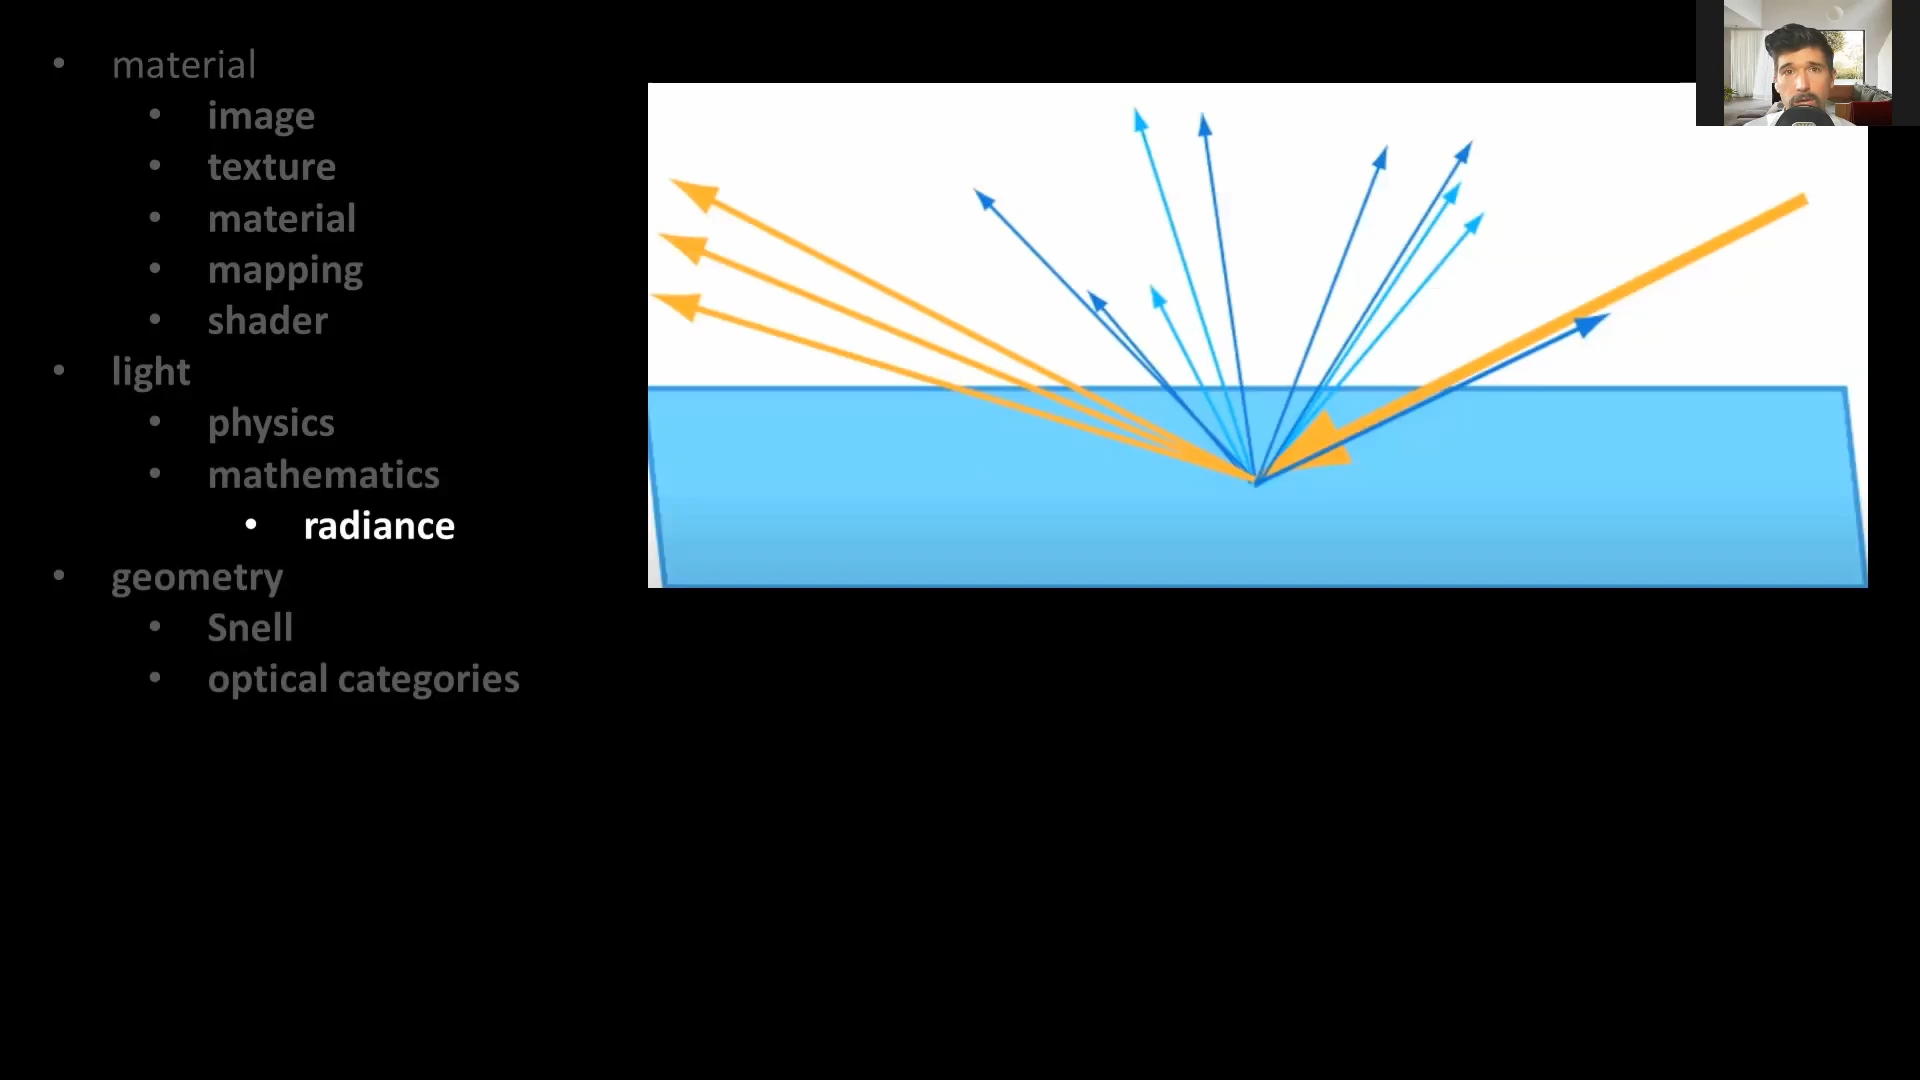 material
image
texture
material
mapping
shader
light
physics
mathematics
radiance
geometry
Snell
optical categories